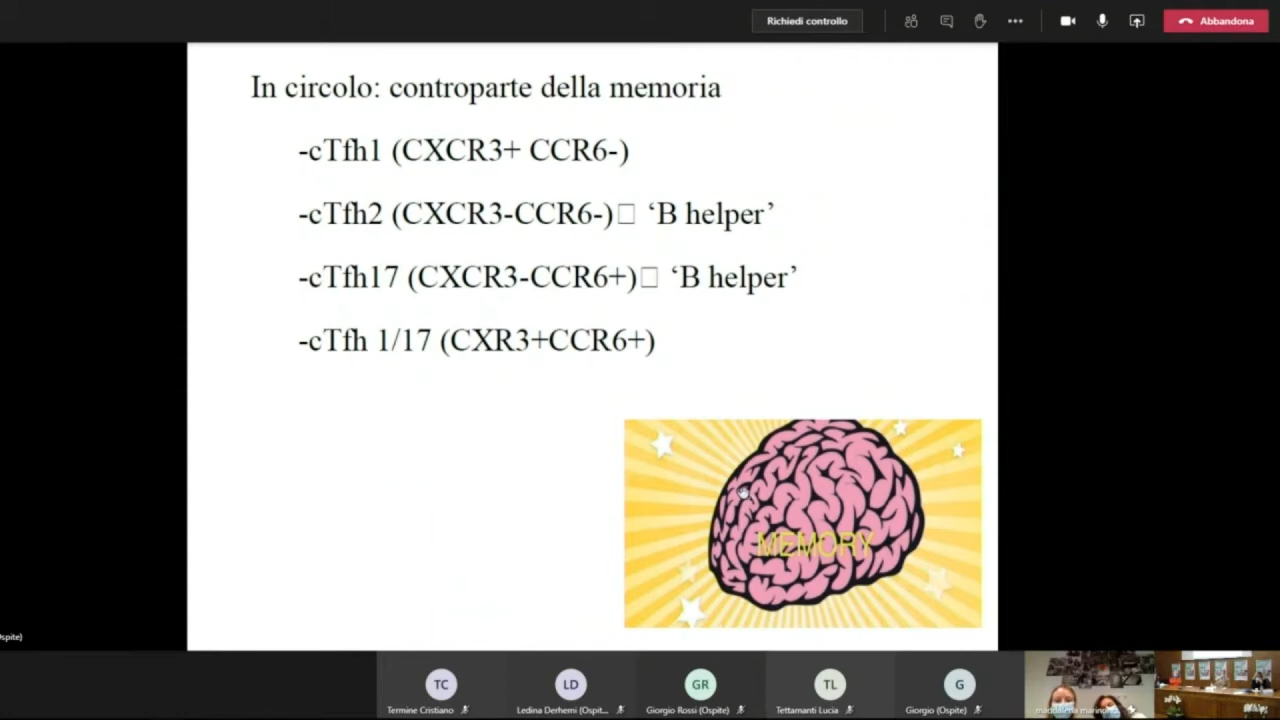 Richiedi controllo
Abbandona
In circolo: controparte della memoria
-cTfh1 (CXCR3+ CCR6-)
-cTfh2 (CXCR3-CCR6-)□ ‘B helper’
-cTfh17 (CXCR3-CCR6+)□ ‘B helper’
-cTfh 1/17 (CXR3+CCR6+)
MEMORY
TC
LD
GR
TL
G
Termine Cristiano
Ledina Derhemi (Ospit...
Giorgio Rossi (Ospite)
Tettamanti Lucia
Giorgio (Ospite)